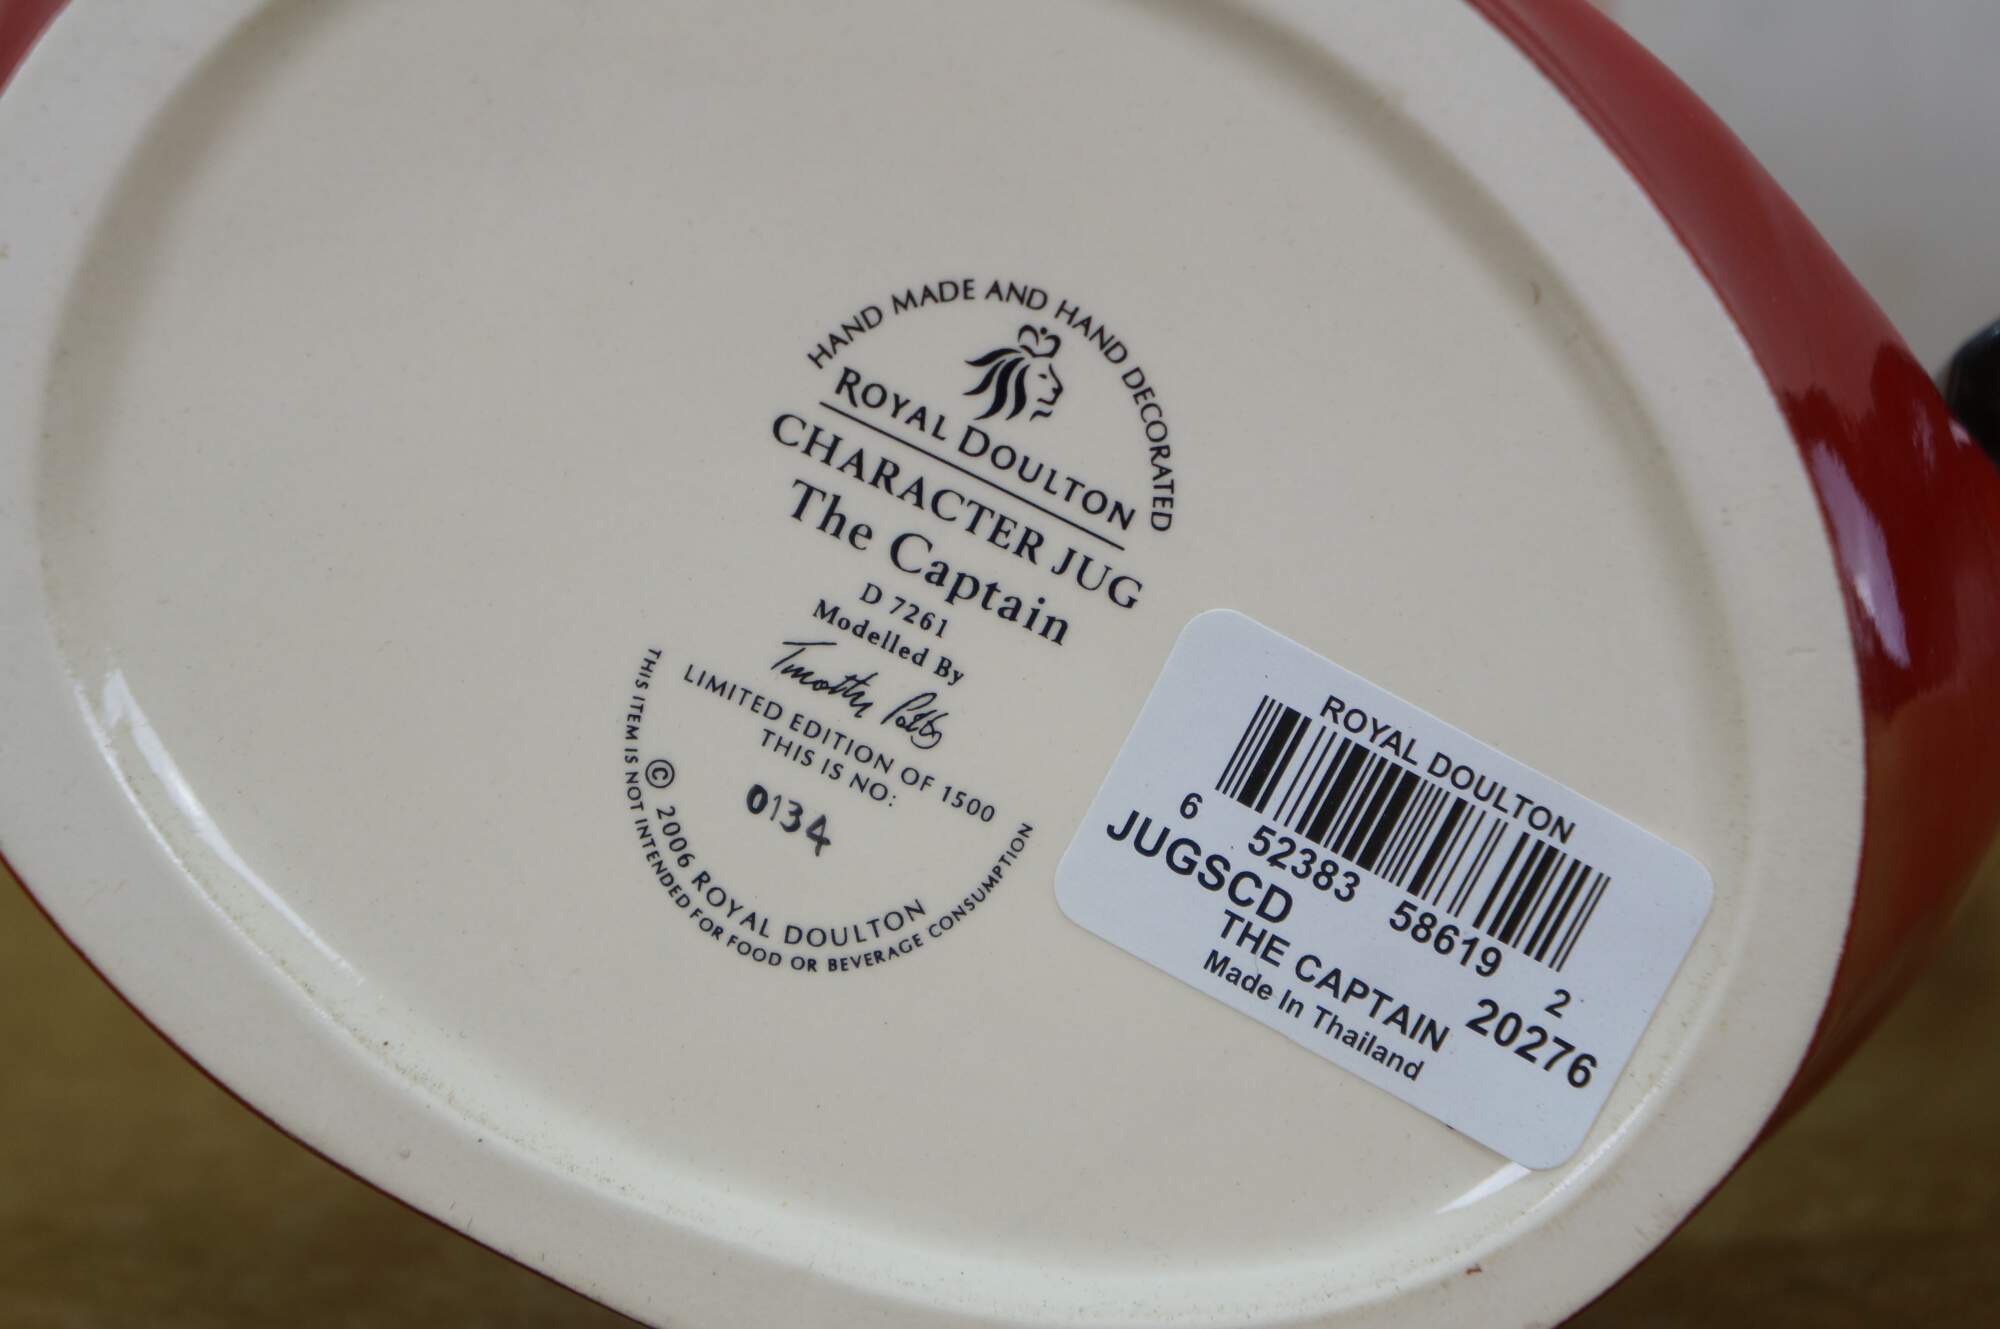 HAND MADE AND HAND DECORATED
ROYAL DOULTON
CHARACTER JUG
The Captain
D 7261
Modelled By
Timothy Potts
LIMITED EDITION OF 1500
THIS IS NO:
0134
© 2006 ROYAL DOULTON
THIS ITEM IS NOT INTENDED FOR FOOD OR BEVERAGE CONSUMPTION
ROYAL DOULTON
6 52383 58619 2
JUGSCD 20276
THE CAPTAIN
Made In Thailand